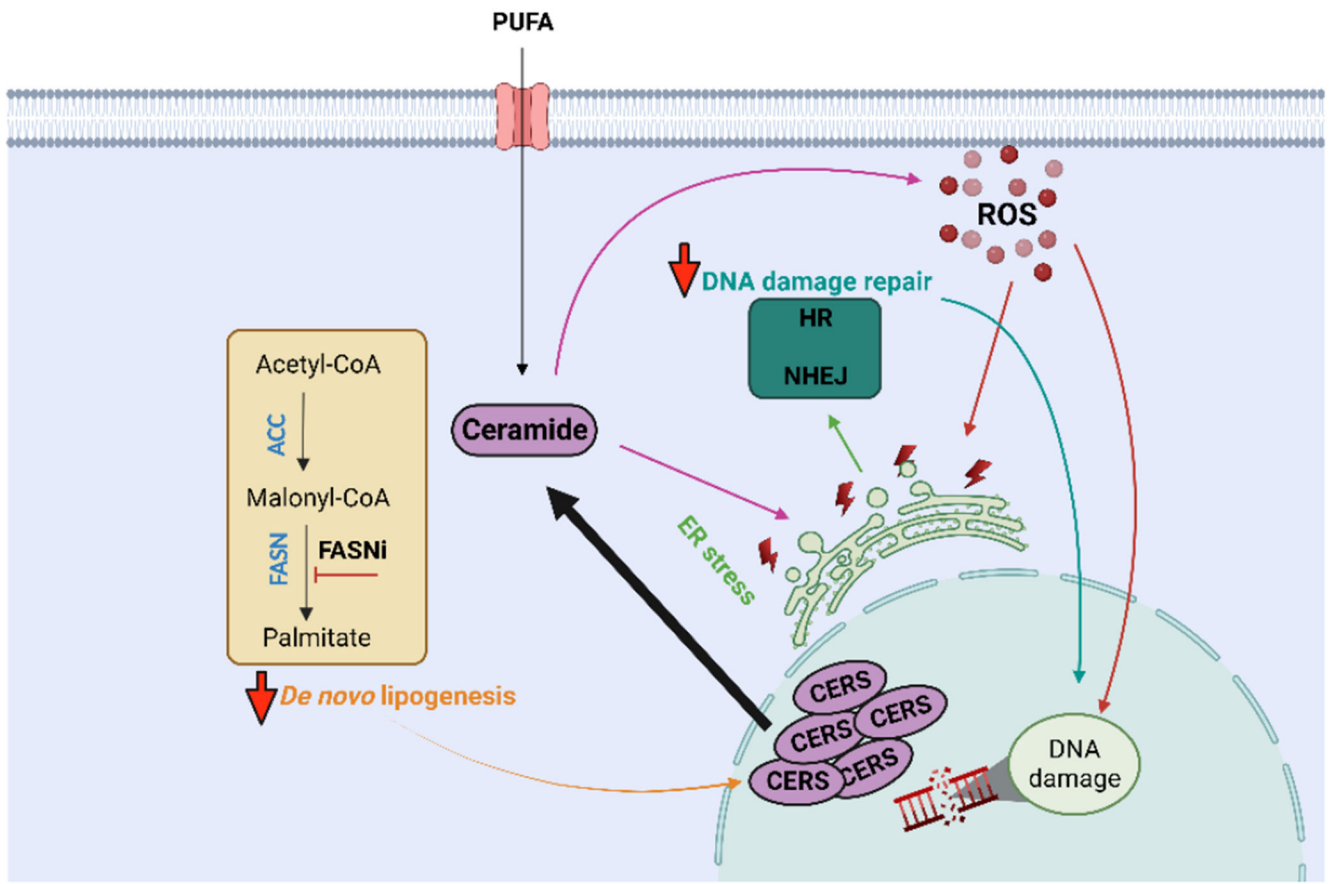 PUFA
ROS
DNA damage repair
HR
NHEJ
Acetyl-CoA
ACC
Malonyl-CoA
FASN
FASNi
Palmitate
De novo lipogenesis
Ceramide
ER stress
CERS
CERS
CERS
CERS
CERS
DNA
damage